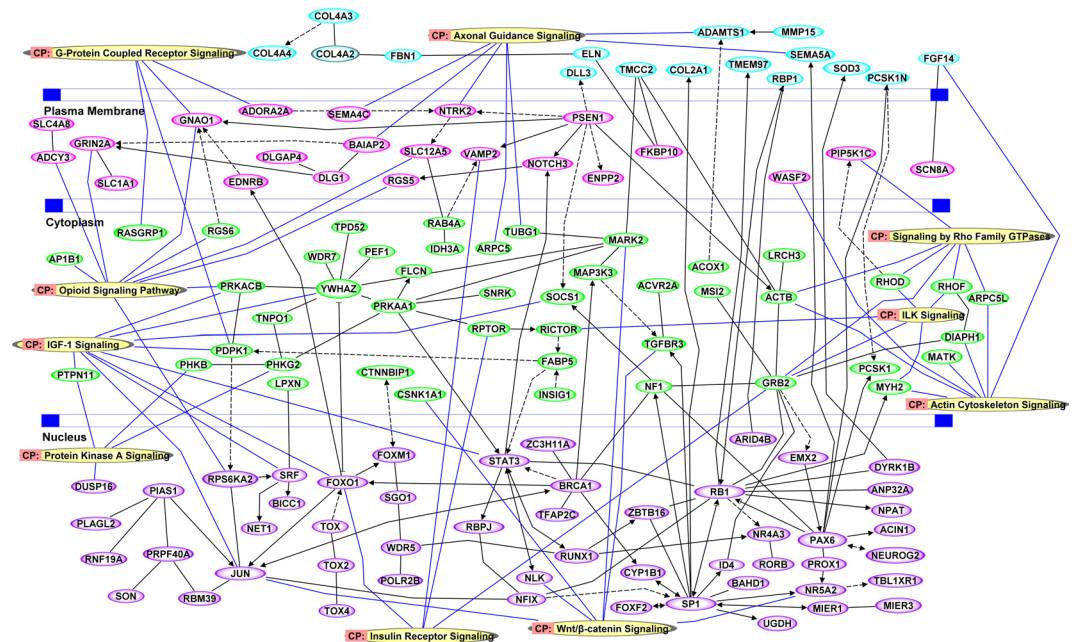 COL4A3
COL4A4
COL4A2
FBN1
ELN
ADAMTS1
MMP15
SEMA5A
CP: G-Protein Coupled Receptor Signaling
CP: Axonal Guidance Signaling
DLL3
TMCC2
COL2A1
TMEM97
RBP1
SOD3
PCSK1N
FGF14
Plasma Membrane
SLC4A8
GNAO1
ADORA2A
SEMA4C
NTRK2
PSEN1
ADCY3
GRIN2A
SLC1A1
EDNRB
DLGAP4
DLG1
BAIAP2
SLC12A5
RGS5
VAMP2
NOTCH3
ENPP2
FKBP10
WASF2
PIP5K1C
SCN8A
Cytoplasm
RASGRP1
RGS6
TPD52
WDR7
PEF1
RAB4A
IDH3A
ARPC5
TUBG1
MARK2
ACOX1
LRCH3
CP: Signaling by Rho Family GTPases
AP1B1
CP: Opioid Signaling Pathway
PRKACB
YWHAZ
FLCN
PRKAA1
SNRK
SOCS1
MAP3K3
ACVR2A
MSI2
ACTB
RHOD
RHOF
ARPC5L
TNPO1
RPTOR
RICTOR
CP: ILK Signaling
CP: IGF-1 Signaling
PDPK1
TGFBR3
DIAPH1
PHKB
PHKG2
FABP5
MATK
PTPN11
LPXN
CTNNBIP1
CSNK1A1
INSIG1
NF1
GRB2
PCSK1
MYH2
CP: Actin Cytoskeleton Signaling
Nucleus
CP: Protein Kinase A Signaling
ZC3H11A
ARID4B
EMX2
FOXM1
STAT3
DYRK1B
DUSP16
RPS6KA2
SRF
FOXO1
BRCA1
RB1
ANP32A
PIAS1
BICC1
SGO1
NPAT
PLAGL2
NET1
TOX
RBPJ
TFAP2C
ZBTB16
NR4A3
PAX6
ACIN1
RNF19A
PRPF40A
WDR5
RUNX1
NEUROG2
TOX2
POLR2B
NLK
CYP1B1
ID4
RORB
PROX1
JUN
BAHD1
TBL1XR1
SON
RBM39
TOX4
NFIX
FOXF2
SP1
NR5A2
MIER1
MIER3
UGDH
CP: Insulin Receptor Signaling
CP: Wnt/β-catenin Signaling